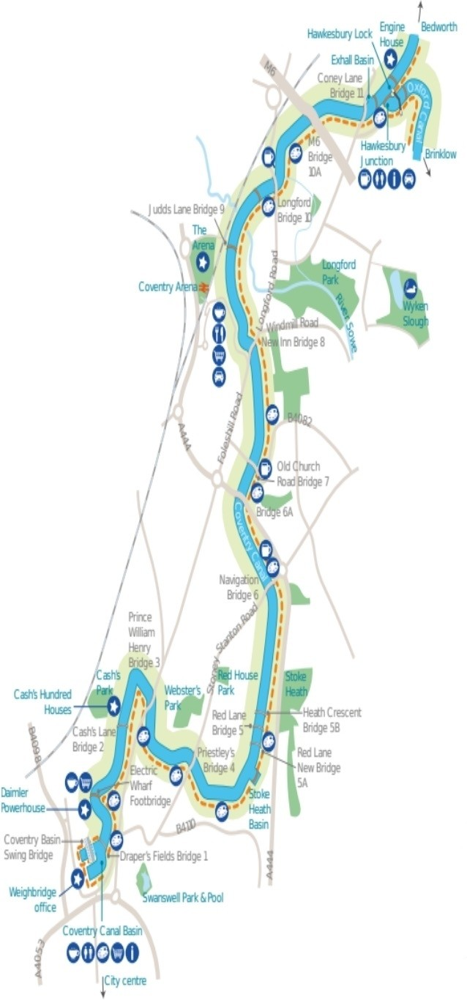 Bedworth
Engine
House
Hawkesbury Lock
Exhall Basin
Coney Lane
Bridge 11
M6
Oxford Canal
Hawkesbury
Junction
Brinklow
M6
Bridge
10A
Longford
Bridge 10
Judds Lane Bridge 9
The
Arena
Coventry Arena
Longford Road
Longford
Park
River Sowe
Wyken
Slough
Windmill Road
New Inn Bridge 8
Foleshill Road
B4082
A444
Old Church
Road Bridge 7
Bridge 6A
Coventry Canal
Navigation
Bridge 6
Stoney Stanton Road
Prince
William
Henry
Bridge 3
Cash's
Park
Cash's Hundred
Houses
Webster's
Park
Red House
Park
Stoke
Heath
Heath Crescent
Bridge 5B
Red Lane
Bridge 5
Cash's Lane
Bridge 2
B4098
Priestley's
Bridge 4
Red Lane
New Bridge
5A
Electric
Wharf
Footbridge
Daimler
Powerhouse
Stoke
Heath
Basin
B4110
Coventry Basin
Swing Bridge
Draper's Fields Bridge 1
A444
Weighbridge
office
Swanswell Park & Pool
Coventry Canal Basin
A4053
City centre